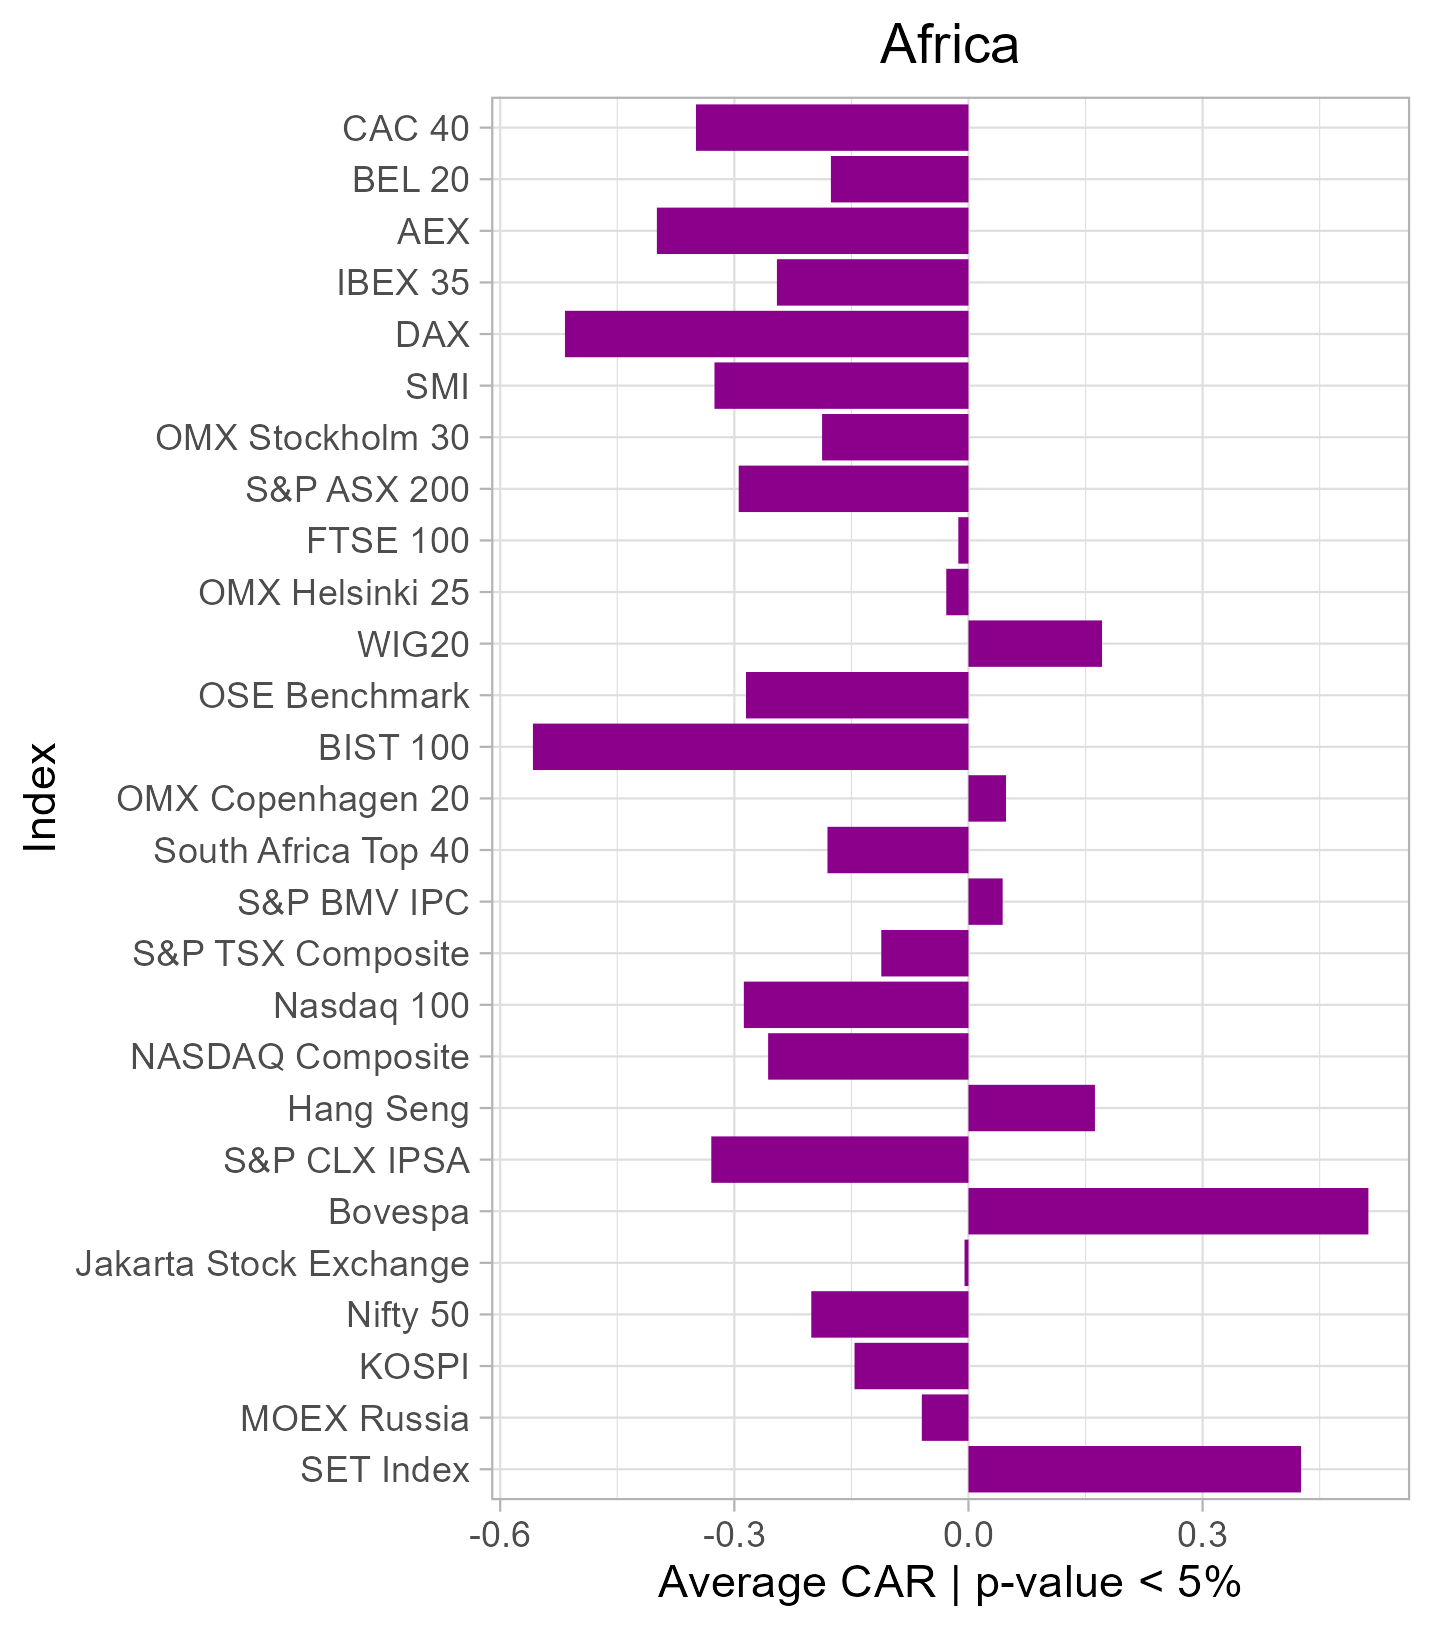 Africa
CAC 40
BEL 20
AEX
IBEX 35
DAX
SMI
OMX Stockholm 30
S&P ASX 200
FTSE 100
OMX Helsinki 25
WIG20
OSE Benchmark
BIST 100
OMX Copenhagen 20
South Africa Top 40
S&P BMV IPC
S&P TSX Composite
Nasdaq 100
NASDAQ Composite
Hang Seng
S&P CLX IPSA
Bovespa
Jakarta Stock Exchange
Nifty 50
KOSPI
MOEX Russia
SET Index
Index
-0.6 -0.3 0.0 0.3
Average CAR | p-value < 5%